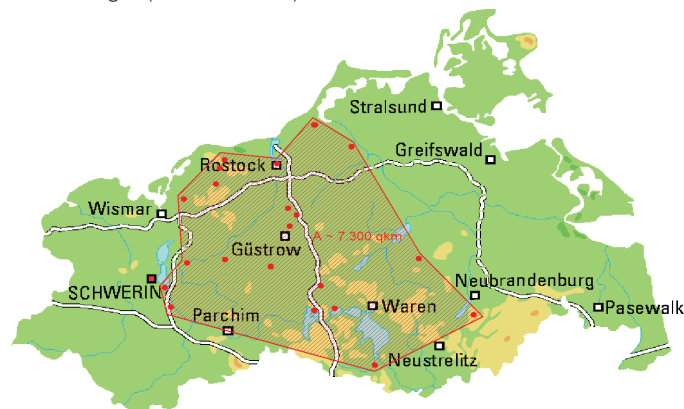 Stralsund
Greifswald
Rostock
Wismar
A ~ 7.300 qkm
Güstrow
SCHWERIN
Neubrandenburg
Waren
Pasewalk
Parchim
Neustrelitz